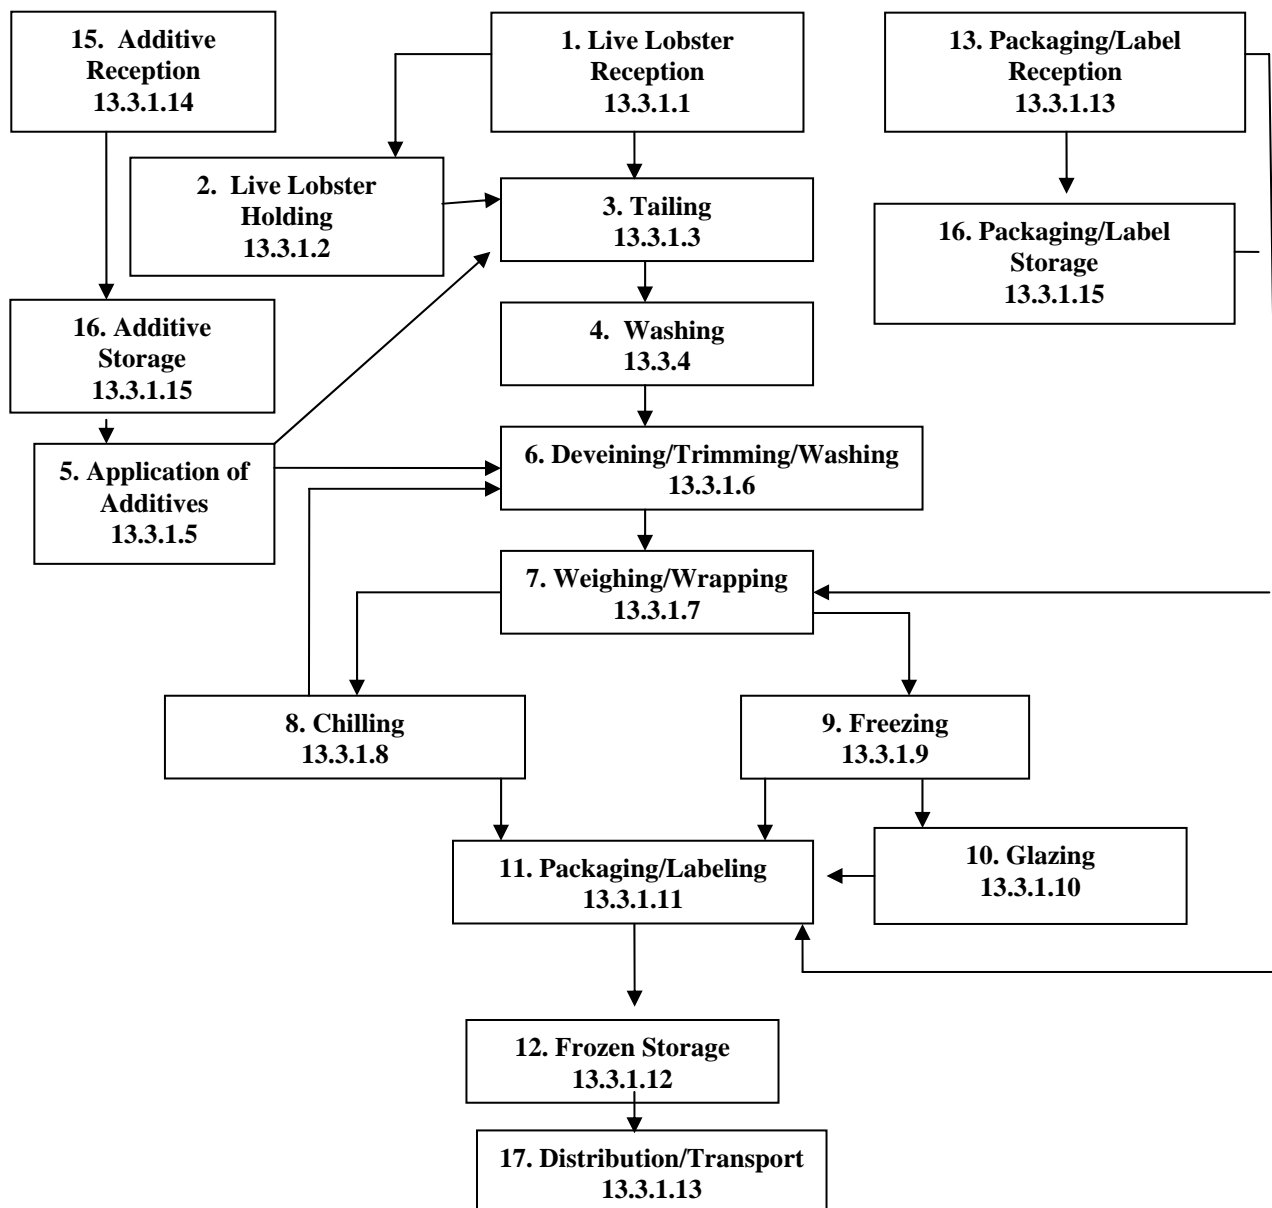 15. Additive
Reception
13.3.1.14
1. Live Lobster
Reception
13.3.1.1
13. Packaging/Label
Reception
13.3.1.13
2. Live Lobster
Holding
13.3.1.2
3. Tailing
13.3.1.3
16. Packaging/Label
Storage
13.3.1.15
16. Additive
Storage
13.3.1.15
4. Washing
13.3.4
5. Application of
Additives
13.3.1.5
6. Deveining/Trimming/Washing
13.3.1.6
7. Weighing/Wrapping
13.3.1.7
8. Chilling
13.3.1.8
9. Freezing
13.3.1.9
11. Packaging/Labeling
13.3.1.11
10. Glazing
13.3.1.10
12. Frozen Storage
13.3.1.12
17. Distribution/Transport
13.3.1.13